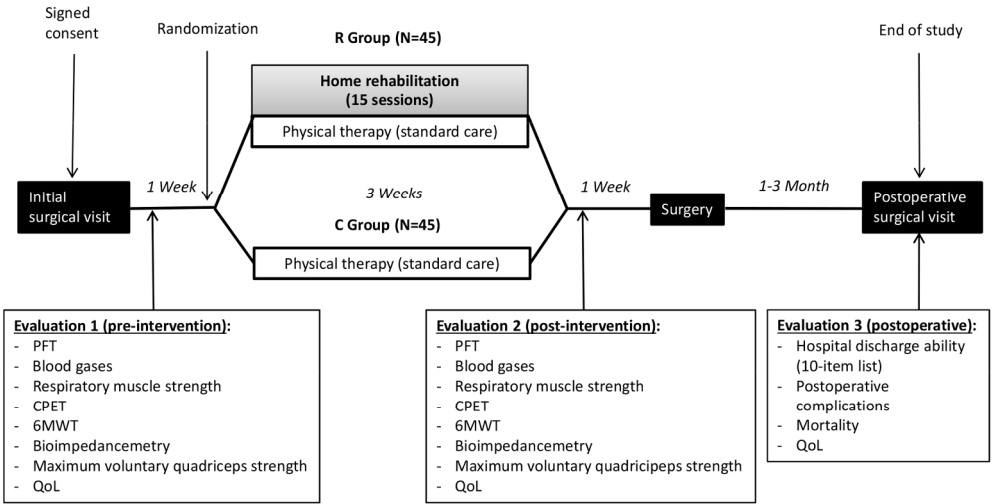 Signed
consent
Randomization
R Group (N=45)
End of study
Home rehabilitation
(15 sessions)
Physical therapy (standard care)
Initial
surgical visit
1 Week
3 Weeks
1 Week
Surgery
1-3 Month
Postoperative
surgical visit
C Group (N=45)
Physical therapy (standard care)
Evaluation 1 (pre-intervention):
- PFT
- Blood gases
- Respiratory muscle strength
- CPET
- 6MWT
- Bioimpedancemetry
- Maximum voluntary quadriceps strength
- QoL
Evaluation 2 (post-intervention):
- PFT
- Blood gases
- Respiratory muscle strength
- CPET
- 6MWT
- Bioimpedancemetry
- Maximum voluntary quadricipeps strength
- QoL
Evaluation 3 (postoperative):
- Hospital discharge ability
(10-item list)
- Postoperative
complications
- Mortality
- QoL